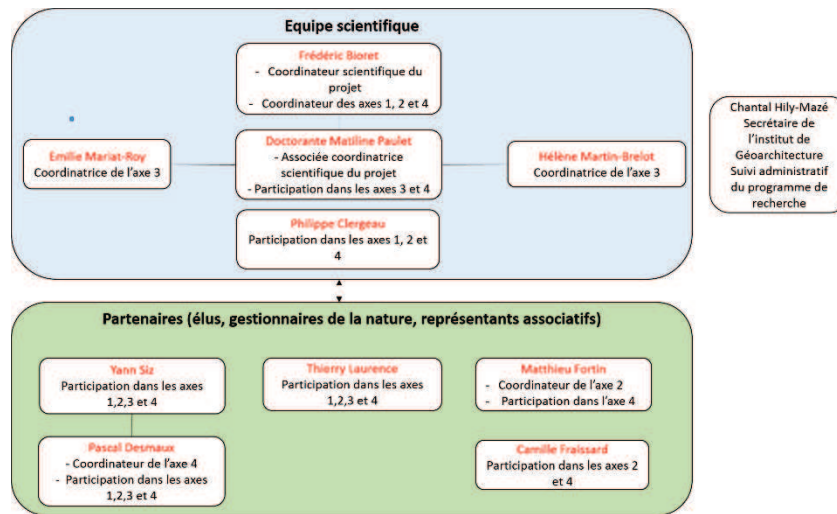 Equipe scientifique
Frédéric Bioret
- Coordinateur scientifique du
projet
- Coordinateur des axes 1, 2 et 4
Emilie Mariat-Roy
Coordinatrice de l'axe 3
Doctorante Matiline Paulet
- Associée coordinatrice
scientifique du projet
- Participation dans les axes 3 et 4
Hélène Martin-Brelot
Coordinatrice de l'axe 3
Philippe Clergeau
Participation dans les axes 1, 2 et
4
Chantal Hily-Mazé
Secrétaire de
l'institut de
Géoarchitecture
Suivi administratif
du programme de
recherche
Partenaires (élus, gestionnaires de la nature, représentants associatifs)
Yann Siz
Participation dans les axes
1,2,3 et 4
Thierry Laurence
Participation dans les axes
1,2,3 et 4
Matthieu Fortin
- Coordinateur de l'axe 2
- Participation dans l'axe 4
Pascal Desmaux
- Coordinateur de l'axe 4
- Participation dans les axes
1,2,3 et 4
Camille Fraissard
Participation dans les axes 2
et 4